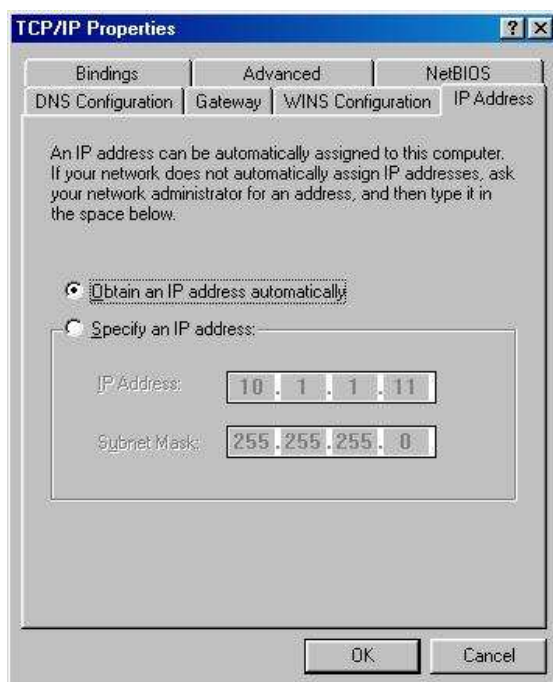 TCP/IP Properties
? X
Bindings Advanced NetBIOS
DNS Configuration Gateway WINS Configuration IP Address
An IP address can be automatically assigned to this computer.
If your network does not automatically assign IP addresses, ask
your network administrator for an address, and then type it in
the space below.
Obtain an IP address automatically
Specify an IP address:
IP Address: 10 . 1 . 1 . 11
Subnet Mask: 255 . 255 . 255 . 0
OK Cancel